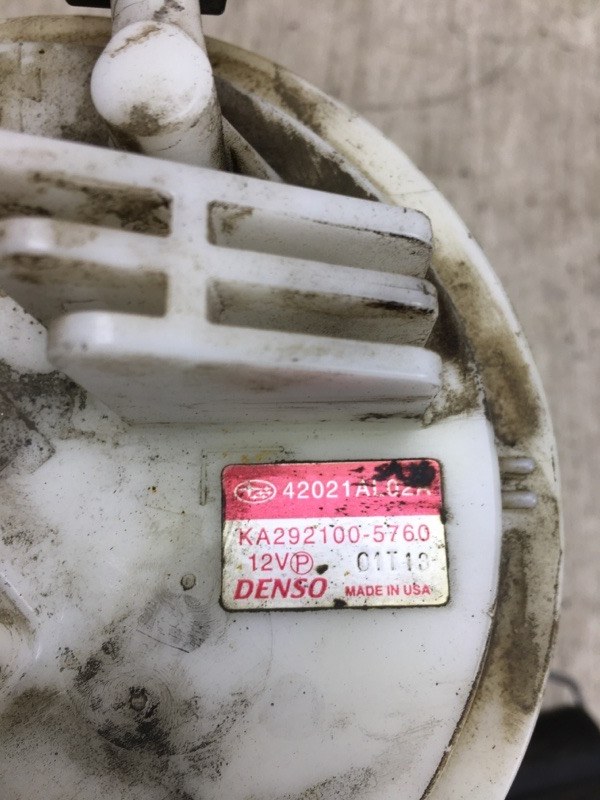 42021AL02A
KA292100-5760
12V Ⓟ 01T13
DENSO MADE IN USA